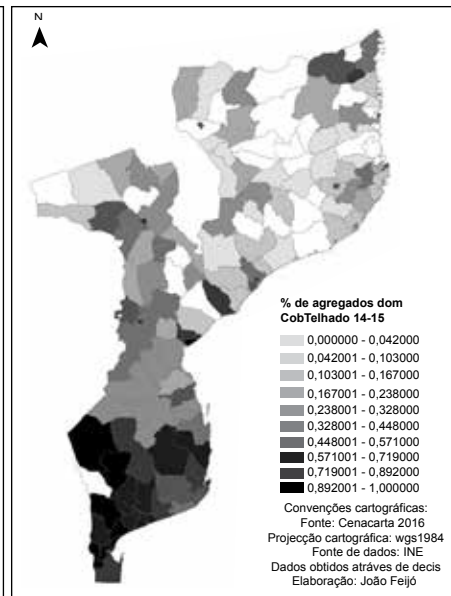 N
% de agregados dom
CobTelhado 14-15
0,000000 - 0,042000
0,042001 - 0,103000
0,103001 - 0,167000
0,167001 - 0,238000
0,238001 - 0,328000
0,328001 - 0,448000
0,448001 - 0,571000
0,571001 - 0,719000
0,719001 - 0,892000
0,892001 - 1,000000
Convenções cartográficas:
Fonte: Cenacarta 2016
Projecção cartográfica: wgs1984
Fonte de dados: INE
Dados obtidos atráves de decis
Elaboração: João Feijó